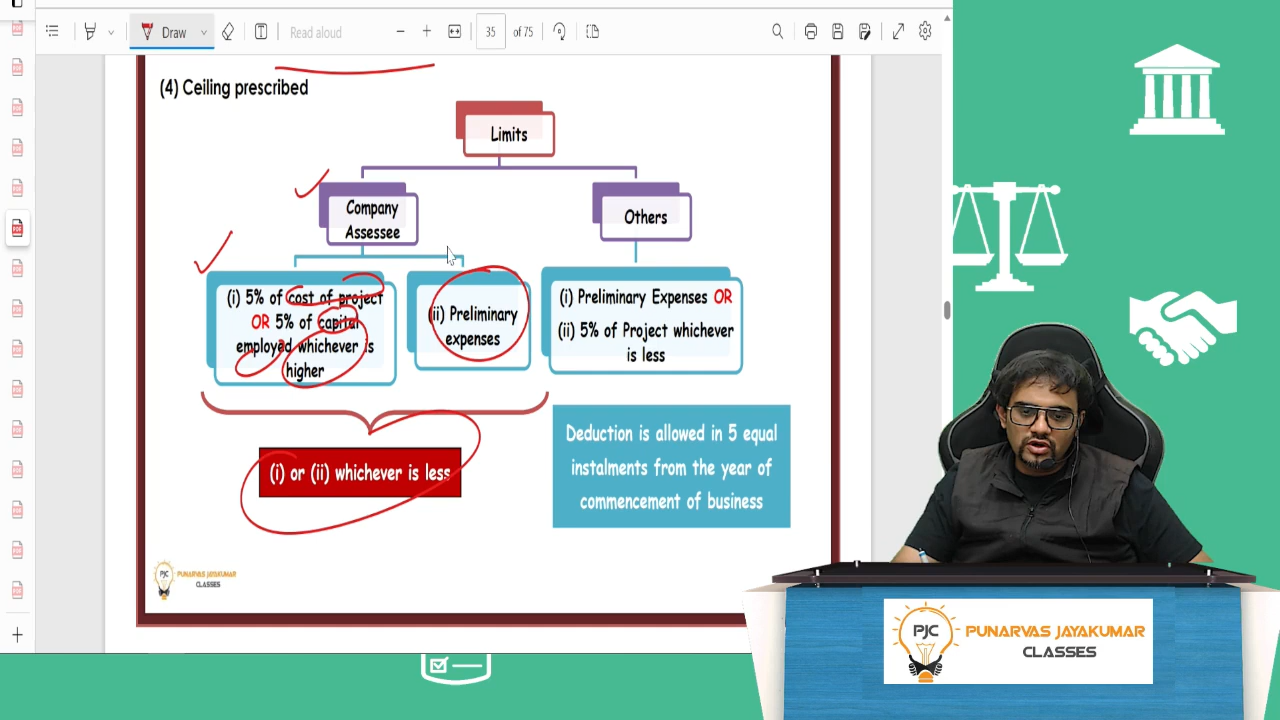 Draw
Read aloud
35
of 75
(4) Ceiling prescribed
Limits
Company
Assessee
Others
(i) 5% of cost of project
OR 5% of capital
employed whichever is
higher
(ii) Preliminary
expenses
(i) Preliminary Expenses OR
(ii) 5% of Project whichever
is less
(i) or (ii) whichever is less
Deduction is allowed in 5 equal
instalments from the year of
commencement of business
PJC
PUNARVAS JAYAKUMAR
CLASSES
PJC
PUNARVAS JAYAKUMAR
CLASSES